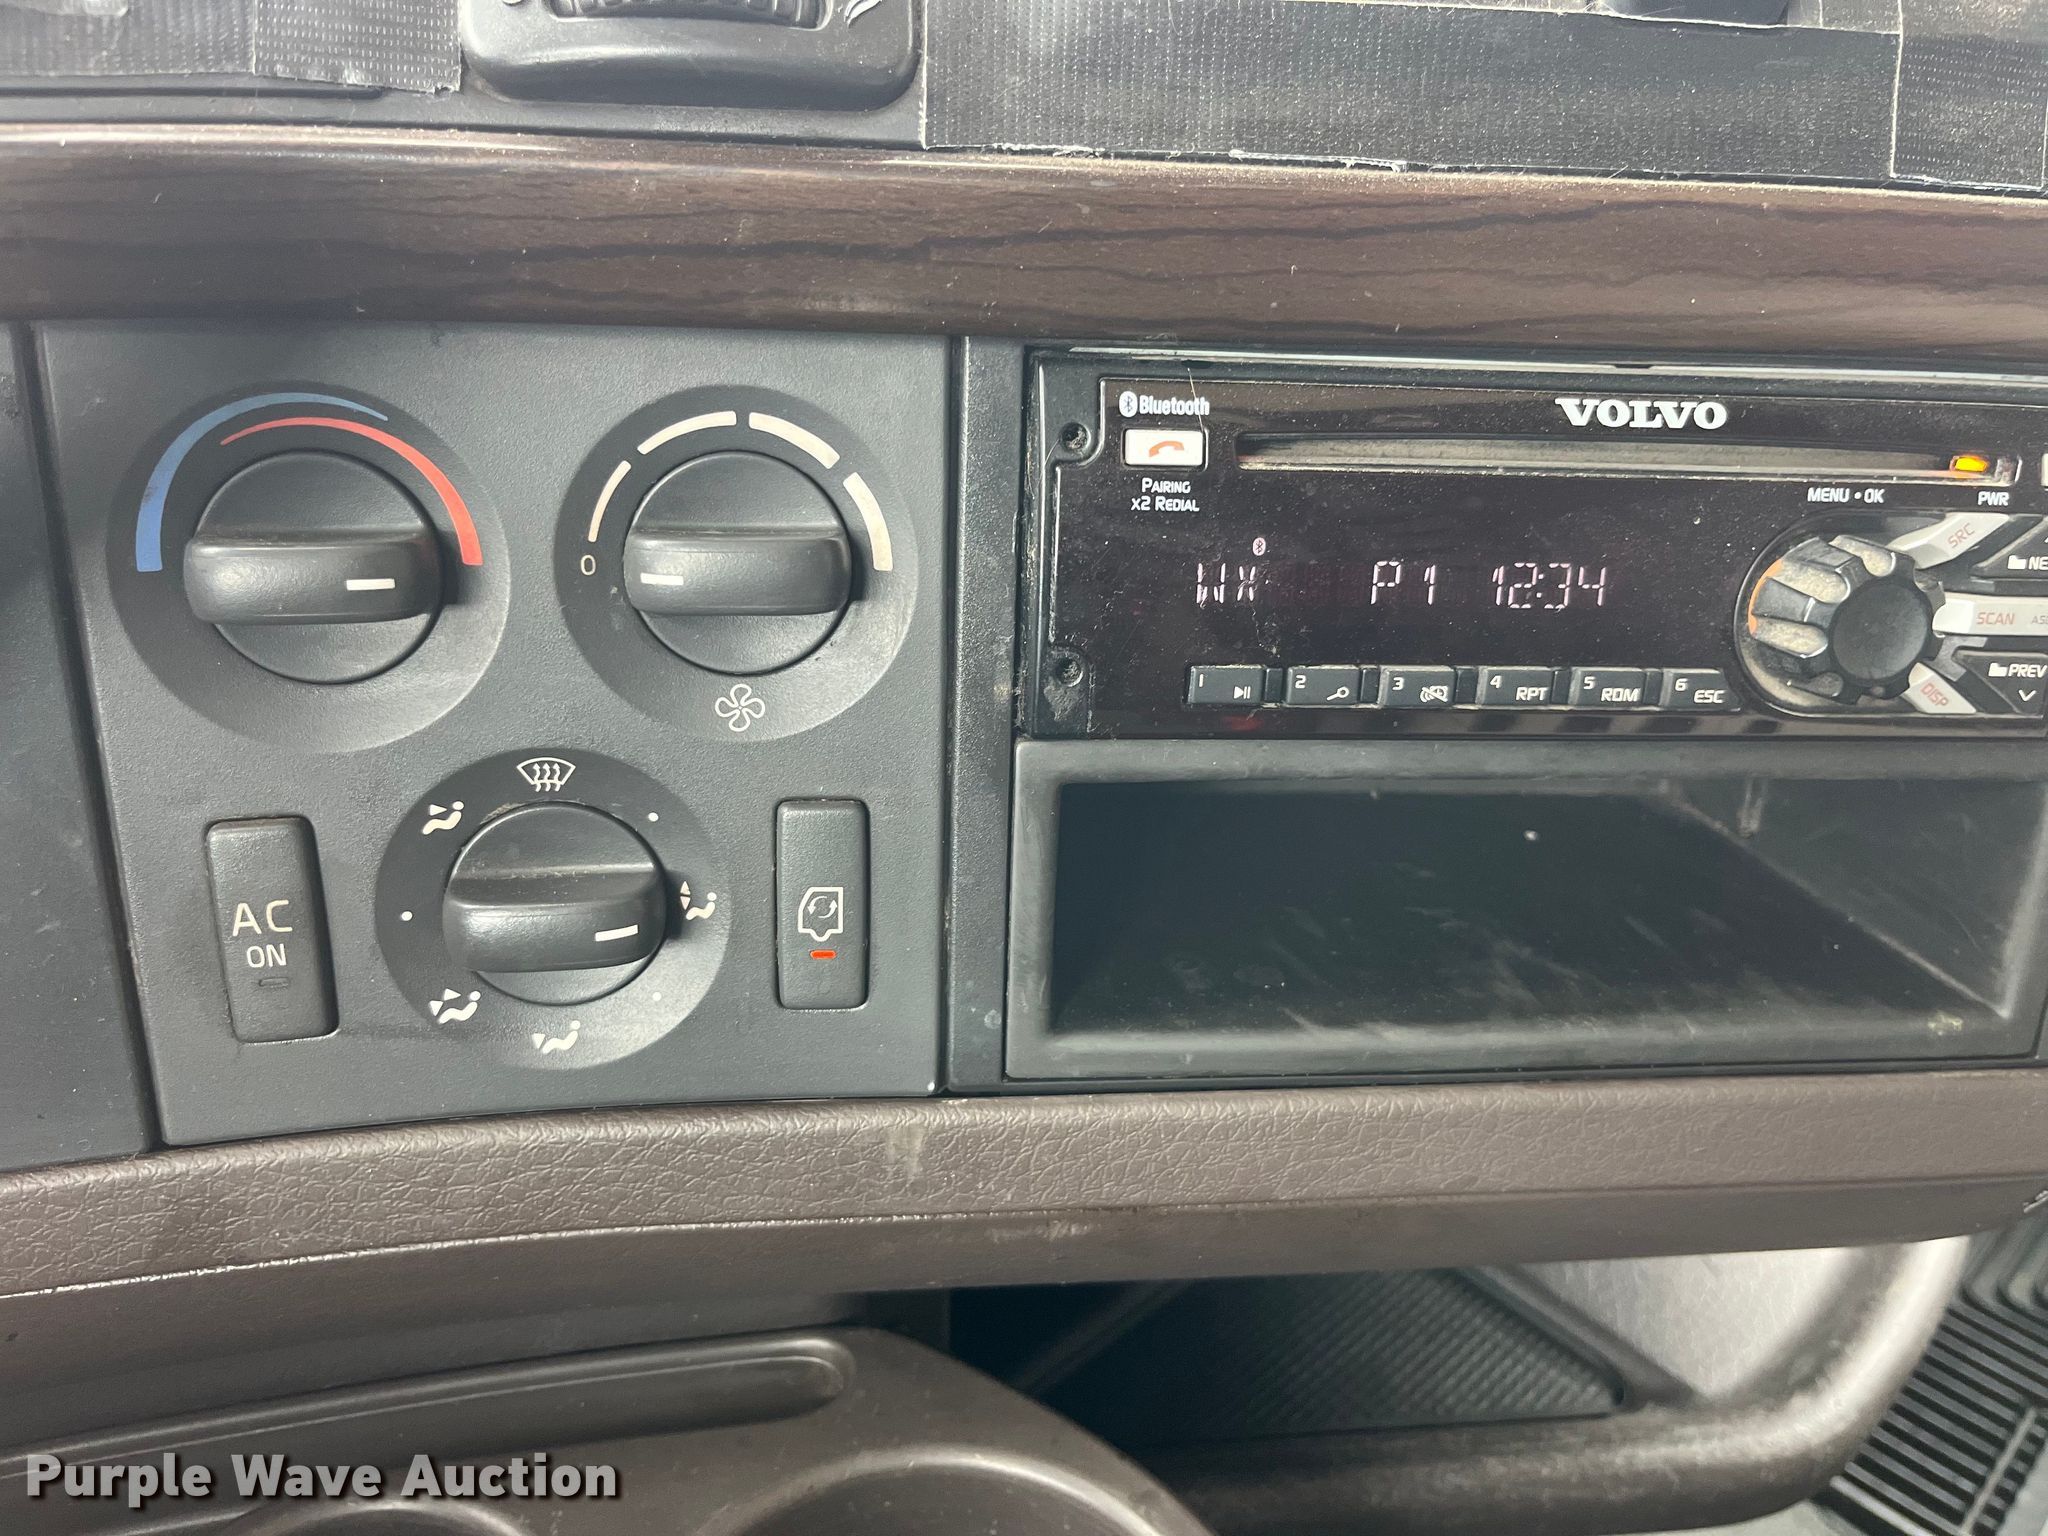 0
AC
ON
Bluetooth
PAIRING
X2 REDIAL
VOLVO
MENU • OK
PWR
SRC
NE
WX P1 12:34
SCAN
PREV
DISP
1
2
3
4 RPT
5 RDM
6 ESC
Purple Wave Auction